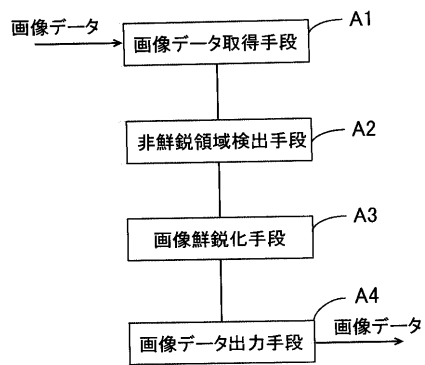 画像データ
A1
画像データ取得手段
A2
非鮮鋭領域検出手段
A3
画像鮮鋭化手段
A4
画像データ出力手段
画像データ